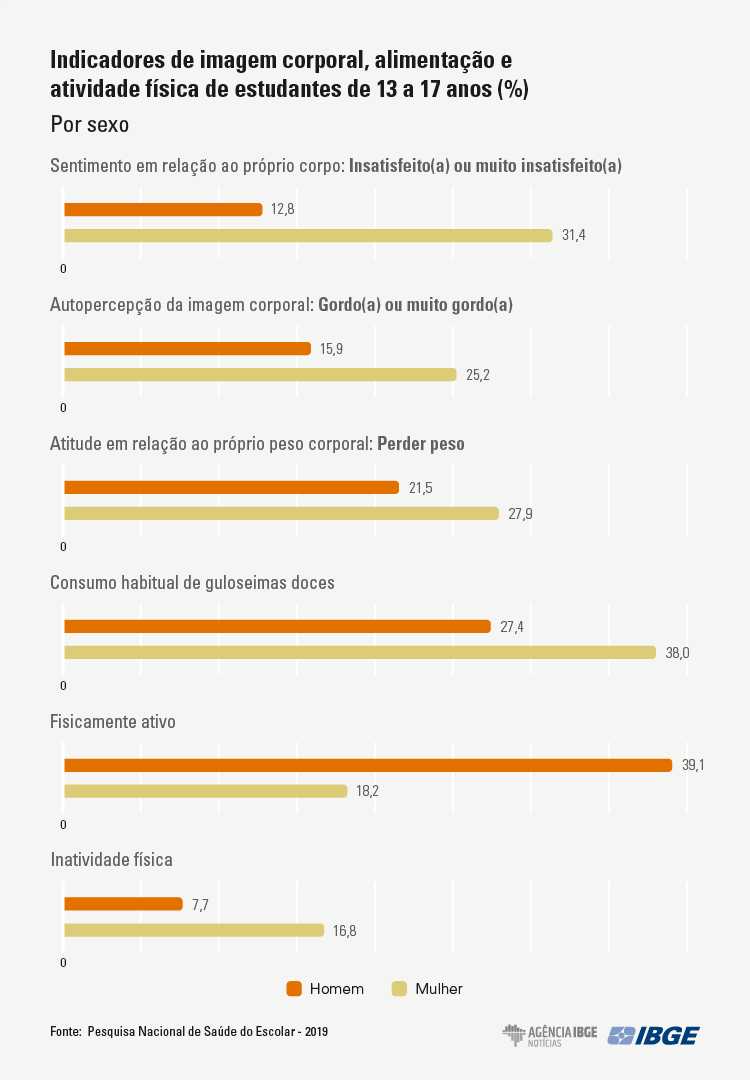 Indicadores de imagem corporal, alimentação e
atividade física de estudantes de 13 a 17 anos (%)
Por sexo
Sentimento em relação ao próprio corpo: Insatisfeito(a) ou muito insatisfeito(a)
12,8
31,4
0
Autopercepção da imagem corporal: Gordo(a) ou muito gordo(a)
15,9
25,2
0
Atitude em relação ao próprio peso corporal: Perder peso
21,5
27,9
0
Consumo habitual de guloseimas doces
27,4
38,0
0
Fisicamente ativo
39,1
18,2
0
Inatividade física
7,7
16,8
0
Homem Mulher
Fonte: Pesquisa Nacional de Saúde do Escolar - 2019
AGÊNCIA IBGE
NOTÍCIAS
IBGE